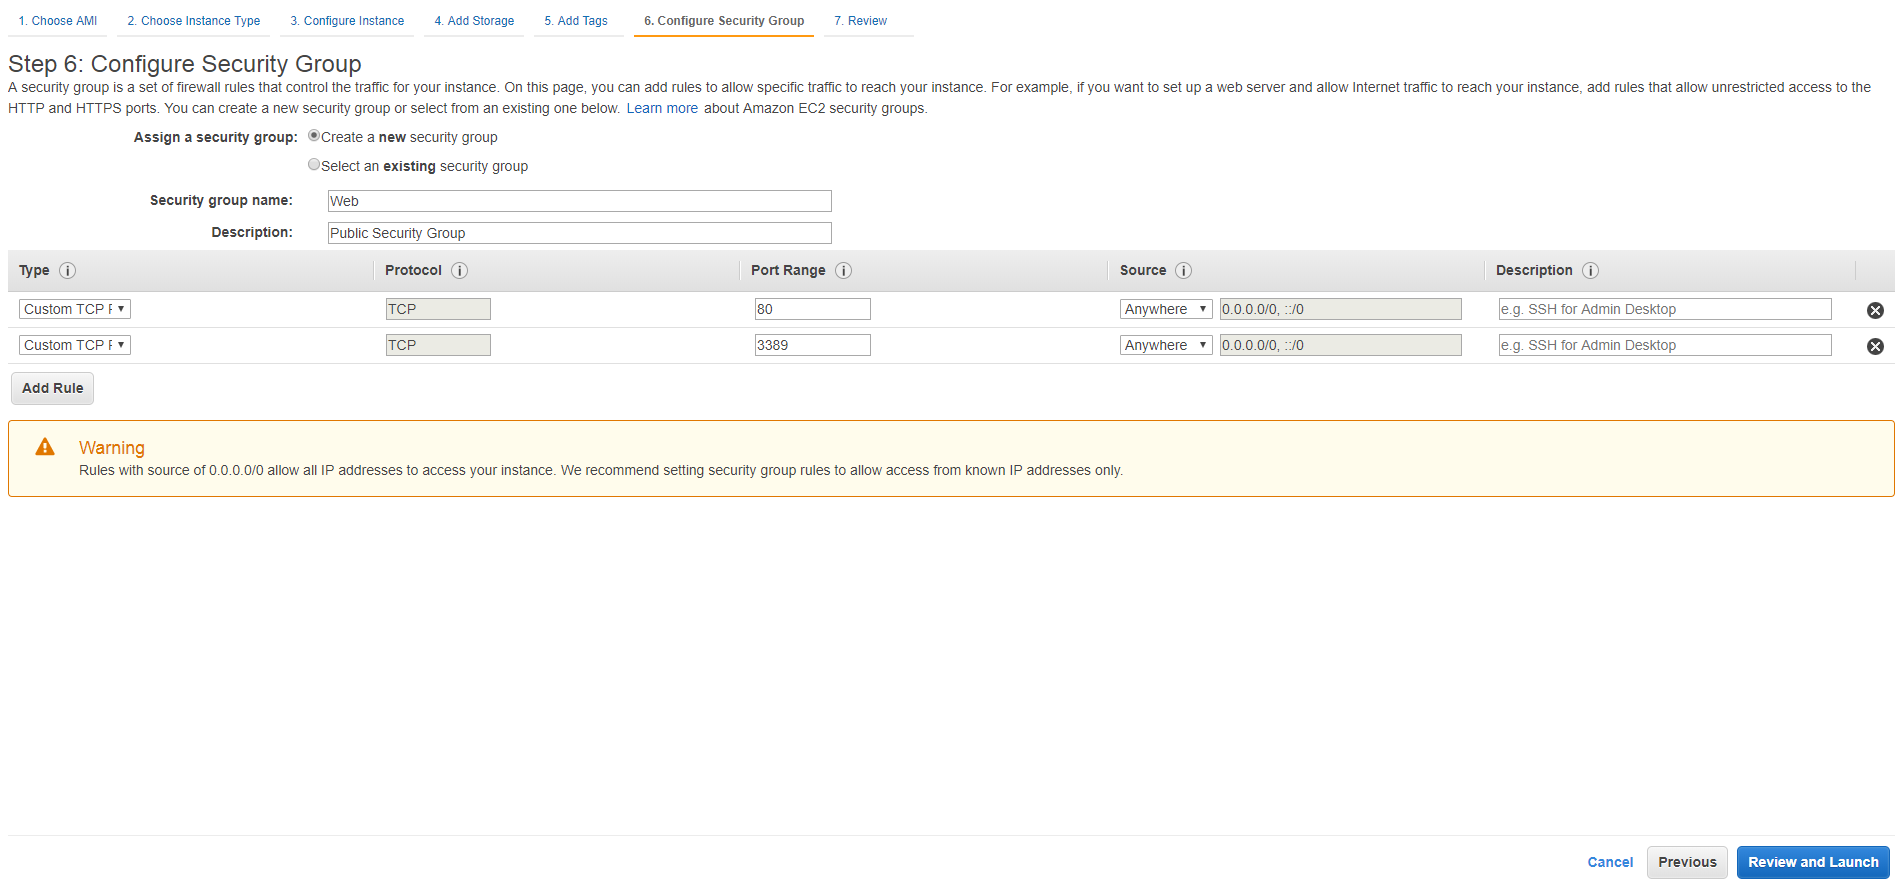 1. Choose AMI 2. Choose Instance Type 3. Configure Instance 4. Add Storage 5. Add Tags 6. Configure Security Group 7. Review
Step 6: Configure Security Group
A security group is a set of firewall rules that control the traffic for your instance. On this page, you can add rules to allow specific traffic to reach your instance. For example, if you want to set up a web server and allow Internet traffic to reach your instance, add rules that allow unrestricted access to the
HTTP and HTTPS ports. You can create a new security group or select from an existing one below. Learn more about Amazon EC2 security groups.
Assign a security group: Create a new security group
Select an existing security group
Security group name: Web
Description: Public Security Group
Type i Protocol i Port Range i Source i Description i
Custom TCP TCP 80 Anywhere 0.0.0.0/0, ::/0 e.g. SSH for Admin Desktop
Custom TCP TCP 3389 Anywhere 0.0.0.0/0, ::/0 e.g. SSH for Admin Desktop
Add Rule
Warning
Rules with source of 0.0.0.0/0 allow all IP addresses to access your instance. We recommend setting security group rules to allow access from known IP addresses only.
Cancel Previous Review and Launch